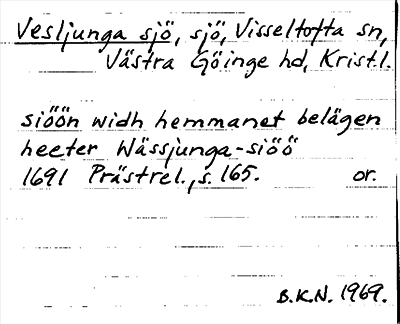 Vesljunga sjö, sjö, Visseltofta sn,
Västra Göinge hd, Krist.l.
siöön widh hemmanet belägen
heeter Wässjunga-siöö
1691 Prästrel., s. 165. or.
B.K.N. 1969.